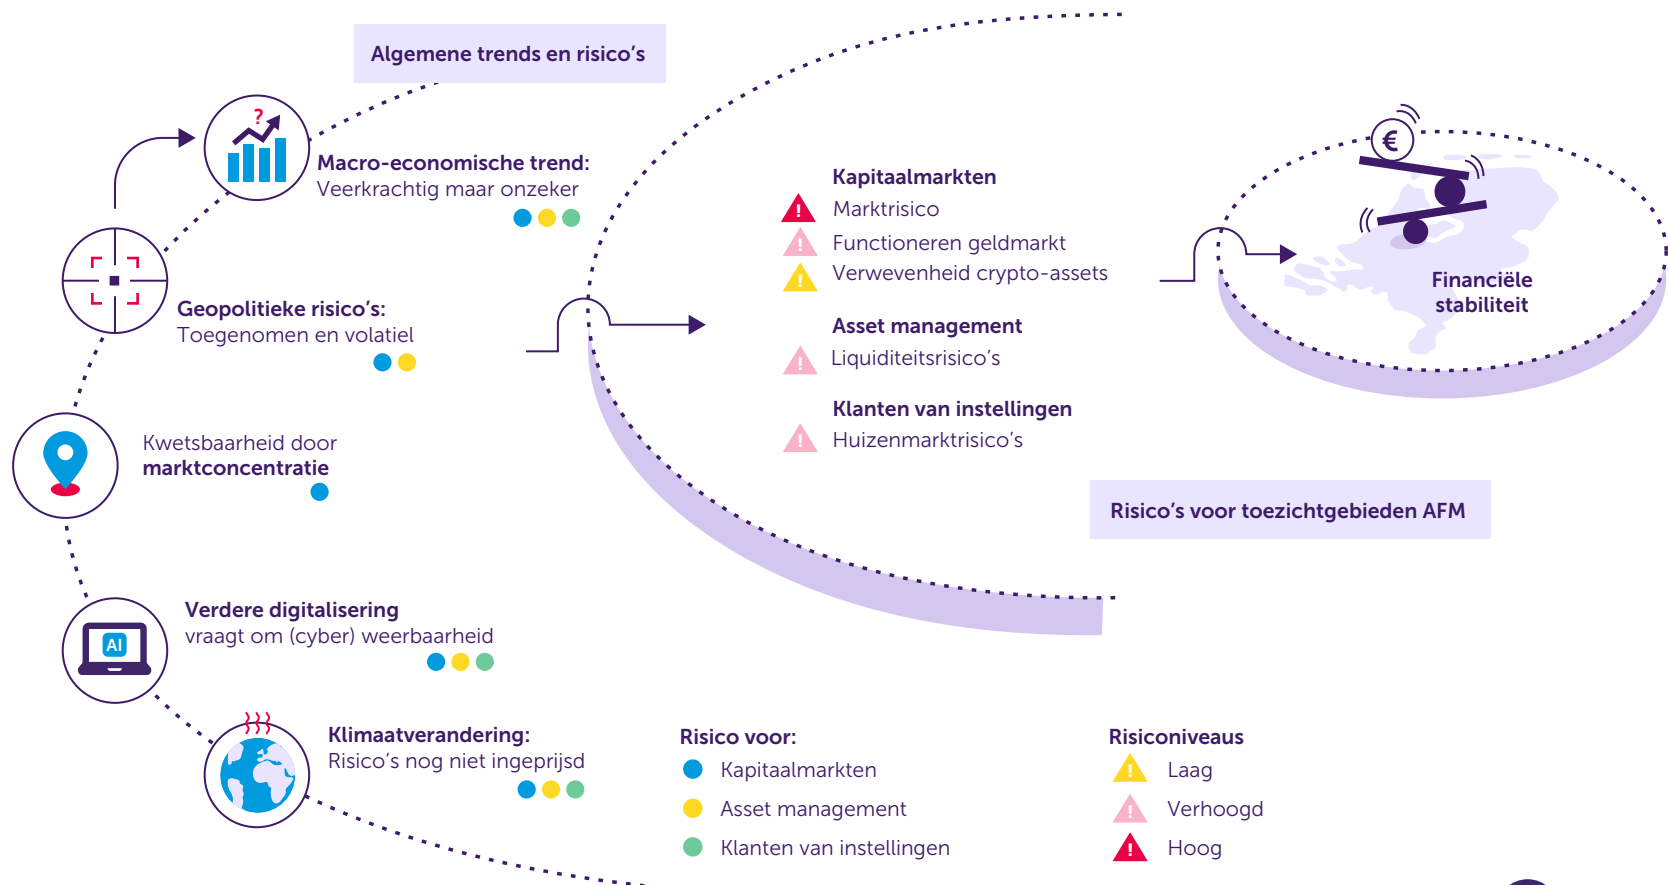 Algemene trends en risico's
?
Macro-economische trend:
Veerkrachtig maar onzeker
Geopolitieke risico's:
Toegenomen en volatiel
Kwetsbaarheid door
marktconcentratie
AI
Verdere digitalisering
vraagt om (cyber) weerbaarheid
Klimaatverandering:
Risico's nog niet ingeprijsd
Kapitaalmarkten
! Marktrisico
! Functioneren geldmarkt
! Verwevenheid crypto-assets
Asset management
! Liquiditeitsrisico's
Klanten van instellingen
! Huizenmarktrisico's
€
Financiële
stabiliteit
Risico's voor toezichtgebieden AFM
Risico voor:
Kapitaalmarkten
Asset management
Klanten van instellingen
Risiconiveaus
! Laag
! Verhoogd
! Hoog